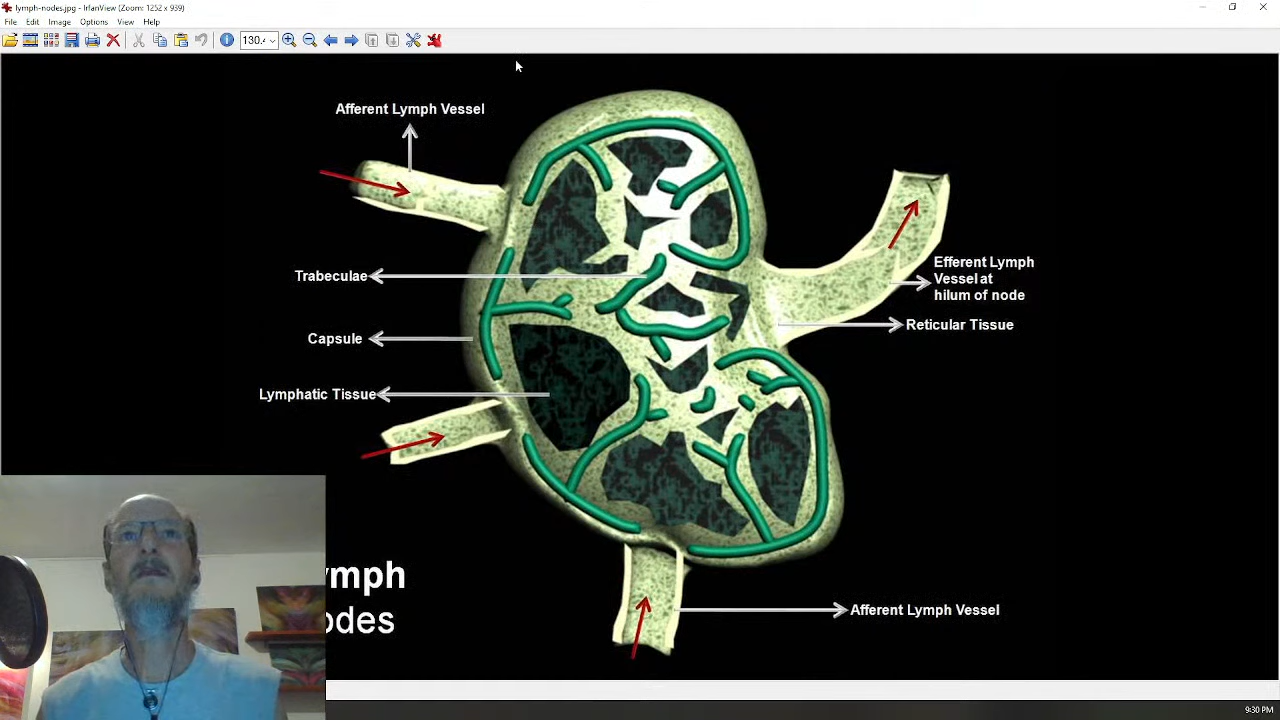 lymph-nodes.jpg - IrfanView (Zoom: 1252 x 939)
File Edit Image Options View Help
130.
Afferent Lymph Vessel
Trabeculae
Capsule
Lymphatic Tissue
Efferent Lymph
Vessel at
hilum of node
Reticular Tissue
ymph
odes
Afferent Lymph Vessel
9:30 PM